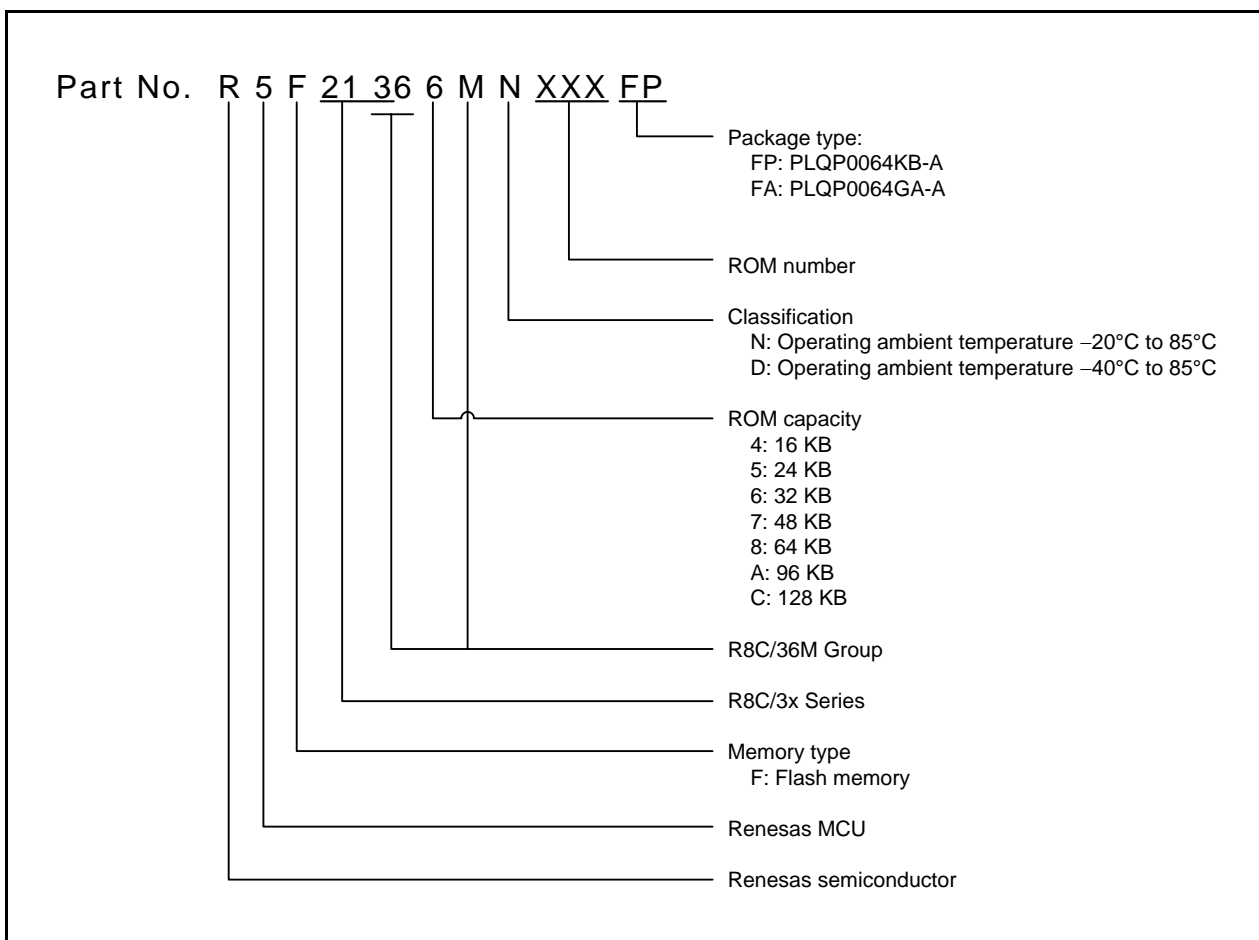 Part No. R 5 F 21 36 6 M N XXX FP
Package type:
FP: PLQP0064KB-A
FA: PLQP0064GA-A
ROM number
Classification
N: Operating ambient temperature −20°C to 85°C
D: Operating ambient temperature −40°C to 85°C
ROM capacity
4: 16 KB
5: 24 KB
6: 32 KB
7: 48 KB
8: 64 KB
A: 96 KB
C: 128 KB
R8C/36M Group
R8C/3x Series
Memory type
F: Flash memory
Renesas MCU
Renesas semiconductor